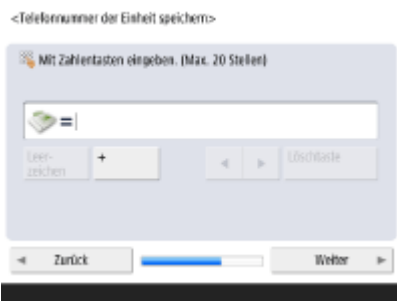 <Telefonnummer der Einheit speichern>
Mit Zahlentasten eingeben. (Max. 20 Stellen)
=
Leer-
zeichen
+
◄
►
Löschtaste
◄ Zurück
Weiter ►